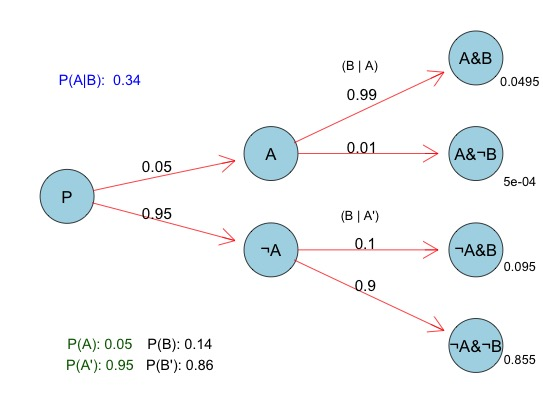 P(A|B): 0.34
(B | A)
A&B
0.99
0.0495
0.05
A
0.01
A&¬B
5e-04
P
0.95
(B | A')
¬A
0.1
¬A&B
0.095
0.9
P(A): 0.05 P(B): 0.14
P(A'): 0.95 P(B'): 0.86
¬A&¬B
0.855